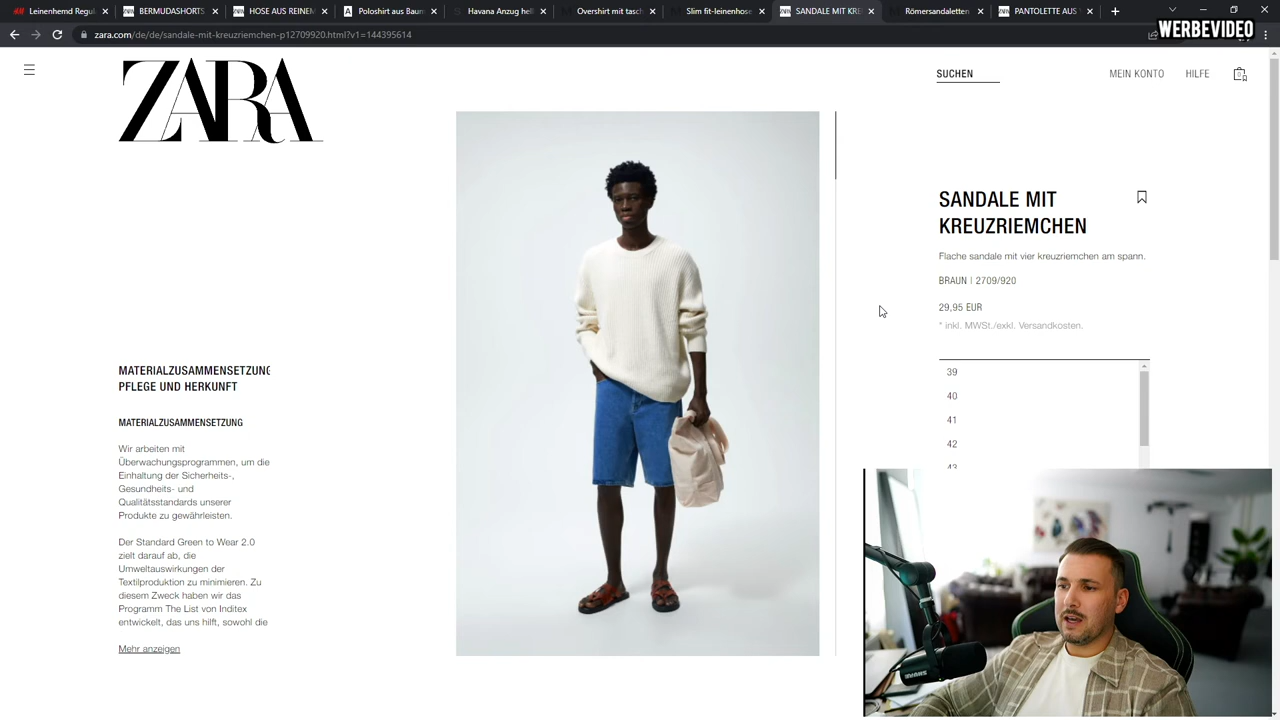 Leinenhemd Regul
BERMUDASHORTS
HOSE AUS REINEM
Poloshirt aus Baum
Havana Anzug hell
Overshirt mit tasch
Slim fit-leinenhose
SANDALE MIT KRE
Römersandaletten
PANTOLETTE AUS
WERBEVIDEO
zara.com/de/de/sandale-mit-kreuzriemchen-p12709920.html?v1=144395614
ZARA
SUCHEN
MEIN KONTO
HILFE
0
SANDALE MIT
KREUZRIEMCHEN
Flache sandale mit vier kreuzriemchen am spann.
BRAUN | 2709/920
29,95 EUR
* inkl. MWSt./exkl. Versandkosten.
39
40
41
42
43
MATERIALZUSAMMENSETZUNG
PFLEGE UND HERKUNFT
MATERIALZUSAMMENSETZUNG
Wir arbeiten mit
Überwachungsprogrammen, um die
Einhaltung der Sicherheits-,
Gesundheits- und
Qualitätsstandards unserer
Produkte zu gewährleisten.
Der Standard Green to Wear 2.0
zielt darauf ab, die
Umweltauswirkungen der
Textilproduktion zu minimieren. Zu
diesem Zweck haben wir das
Programm The List von Inditex
entwickelt, das uns hilft, sowohl die
Mehr anzeigen